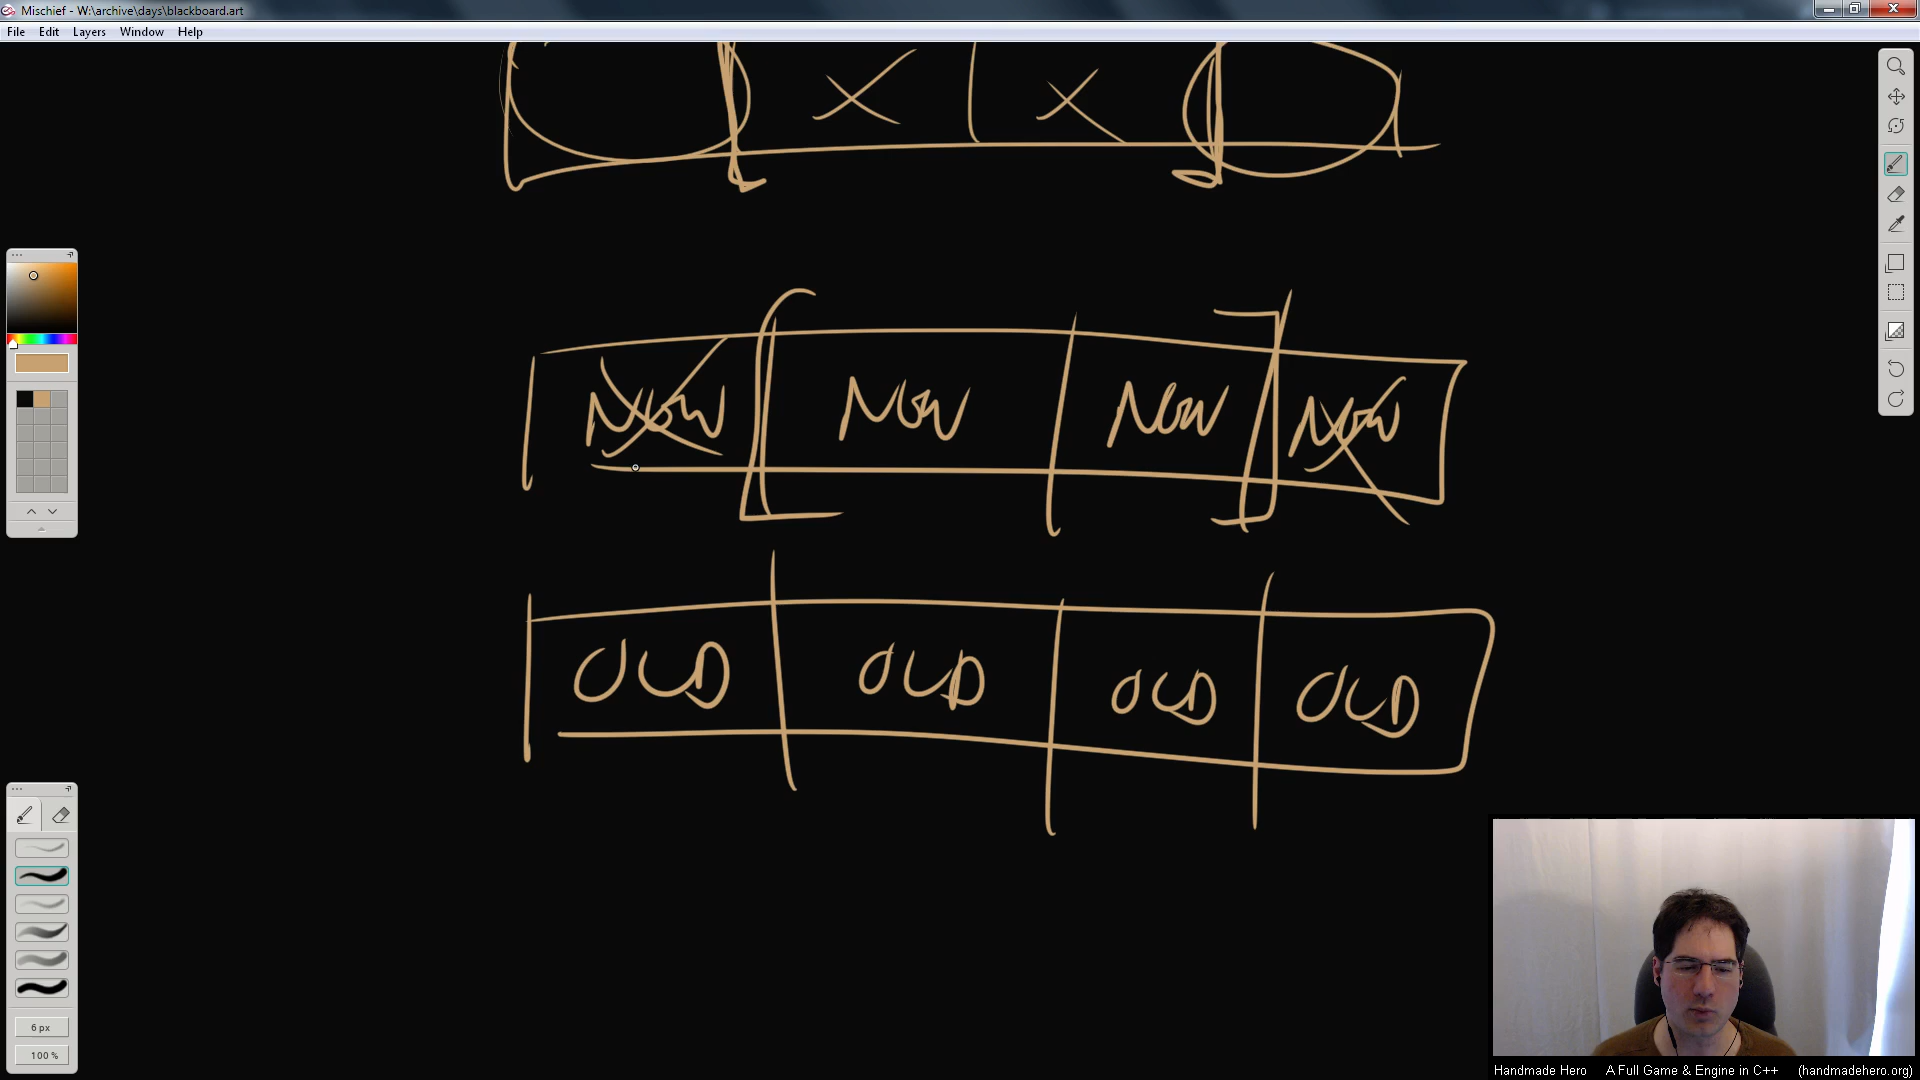 Mischief - W:\archive\days\blackboard.art
File Edit Layers Window Help
NEW NEW NEW NEW
OLD OLD OLD OLD
6 px
100 %
Handmade Hero A Full Game & Engine in C++ (handmadehero.org)